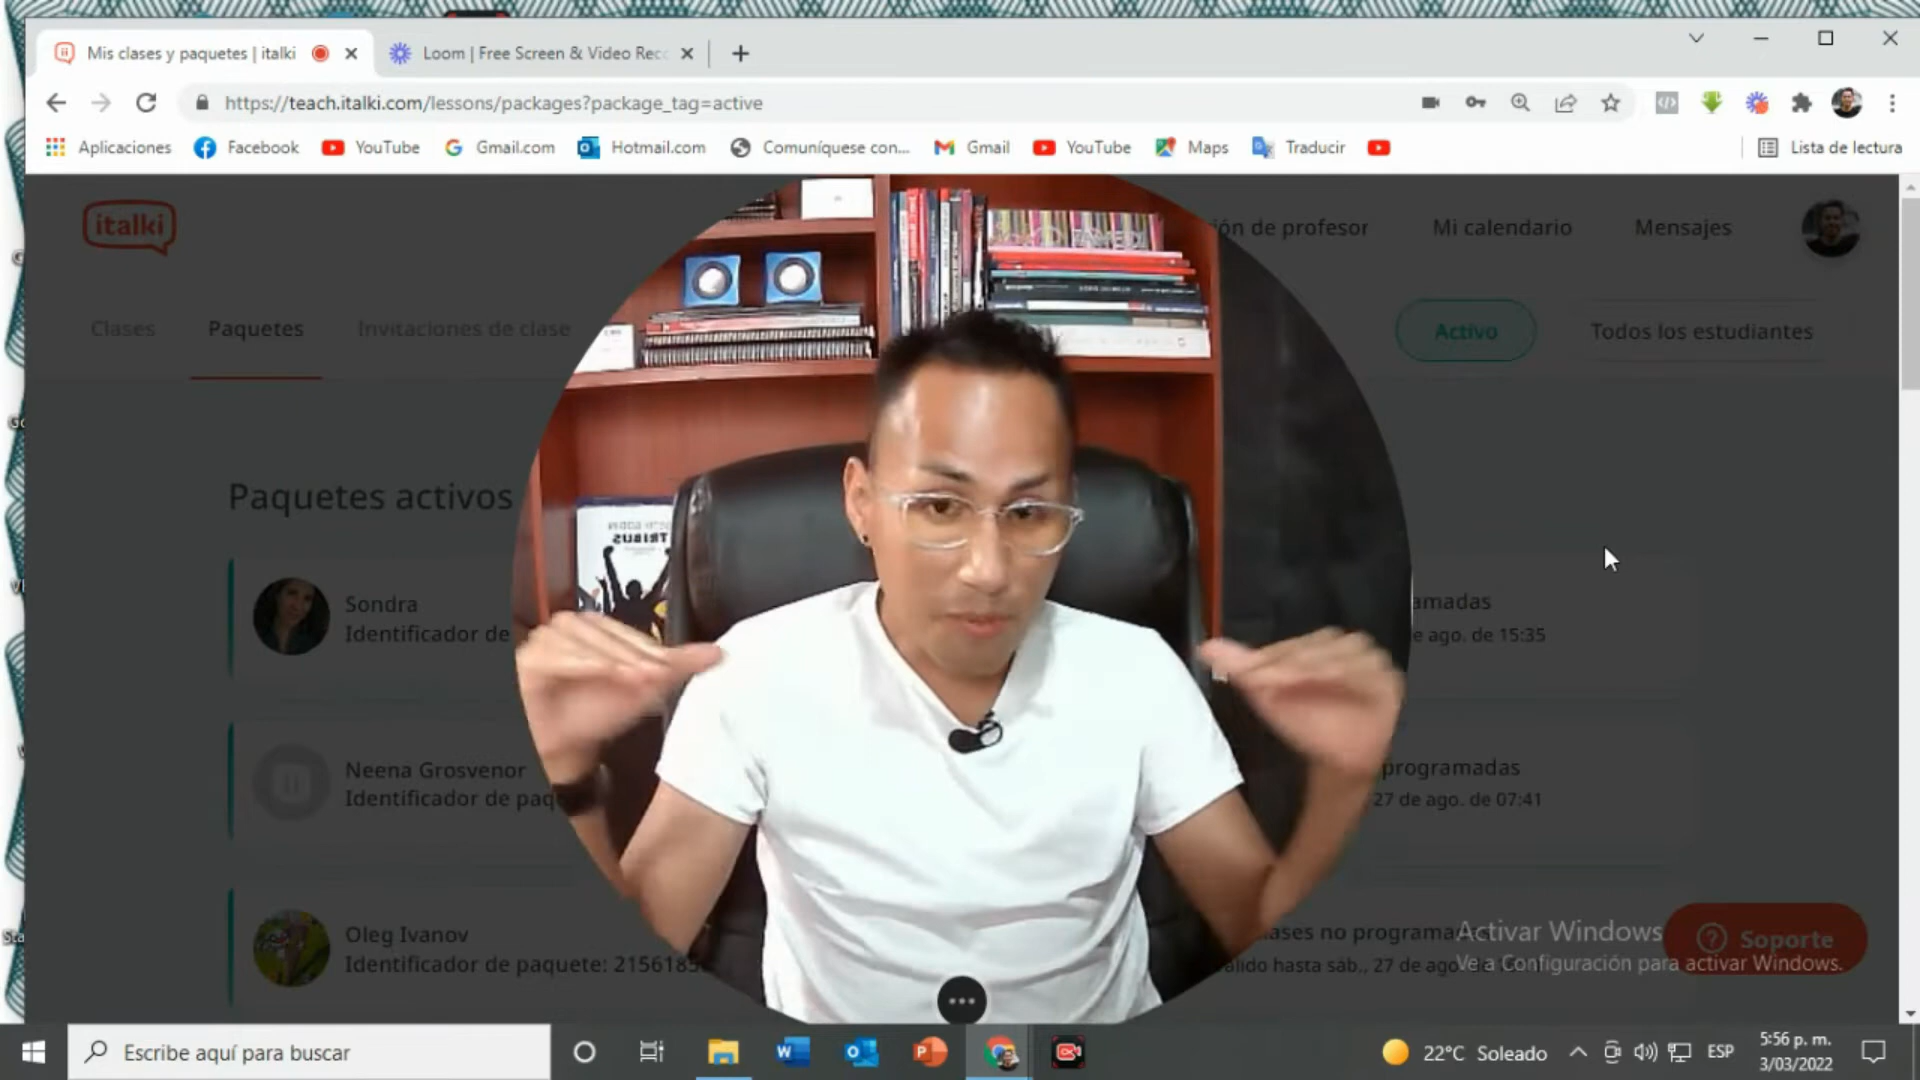 Mis clases y paquetes | italki
Loom | Free Screen & Video Rec
https://teach.italki.com/lessons/packages?package_tag=active
Aplicaciones
Facebook
YouTube
Gmail.com
Hotmail.com
Comuníquese con...
Gmail
YouTube
Maps
Traducir
Lista de lectura
italki
ión de profesor
Mi calendario
Mensajes
Clases
Paquetes
Invitaciones de clase
Activo
Todos los estudiantes
Paquetes activos
TRIBUS
Sondra
Identificador de
amadas
e ago. de 15:35
Neena Grosvenor
Identificador de paq
programadas
27 de ago. de 07:41
Oleg Ivanov
Identificador de paquete: 2156185
lases no programa
álido hasta sáb., 27 de ago
Activar Windows
Ve a Configuración para activar Windows.
Soporte
Escribe aquí para buscar
22°C Soleado
ESP
5:56 p. m.
3/03/2022